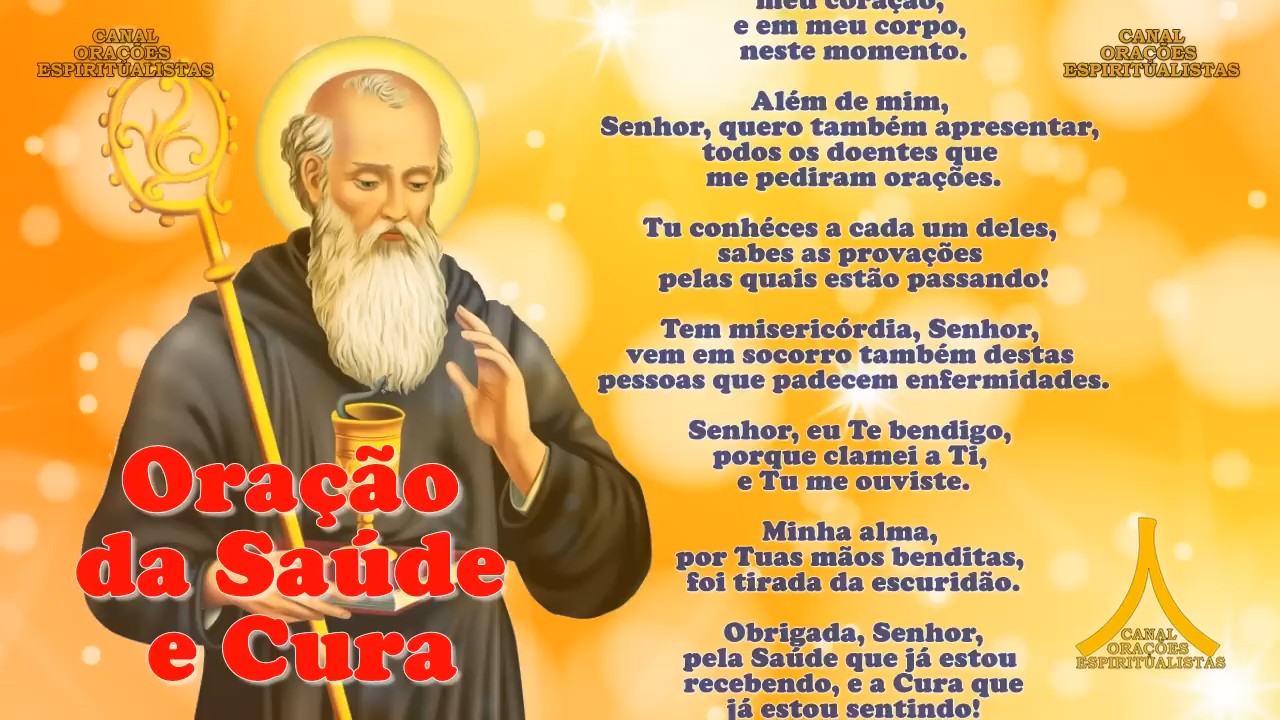 CANAL
ORAÇÕES
ESPIRITUALISTAS
Oração
da Saúde
e Cura
meu coração,
e em meu corpo,
neste momento.
Além de mim,
Senhor, quero também apresentar,
todos os doentes que
me pediram orações.
Tu conhéces a cada um deles,
sabes as provações
pelas quais estão passando!
Tem misericórdia, Senhor,
vem em socorro também destas
pessoas que padecem enfermidades.
Senhor, eu Te bendigo,
porque clamei a Ti,
e Tu me ouviste.
Minha alma,
por Tuas mãos benditas,
foi tirada da escuridão.
Obrigada, Senhor,
pela Saúde que já estou
recebendo, e a Cura que
já estou sentindo!
CANAL
ORAÇÕES
ESPIRITUALISTAS
CANAL
ORAÇÕES
ESPIRITUALISTAS